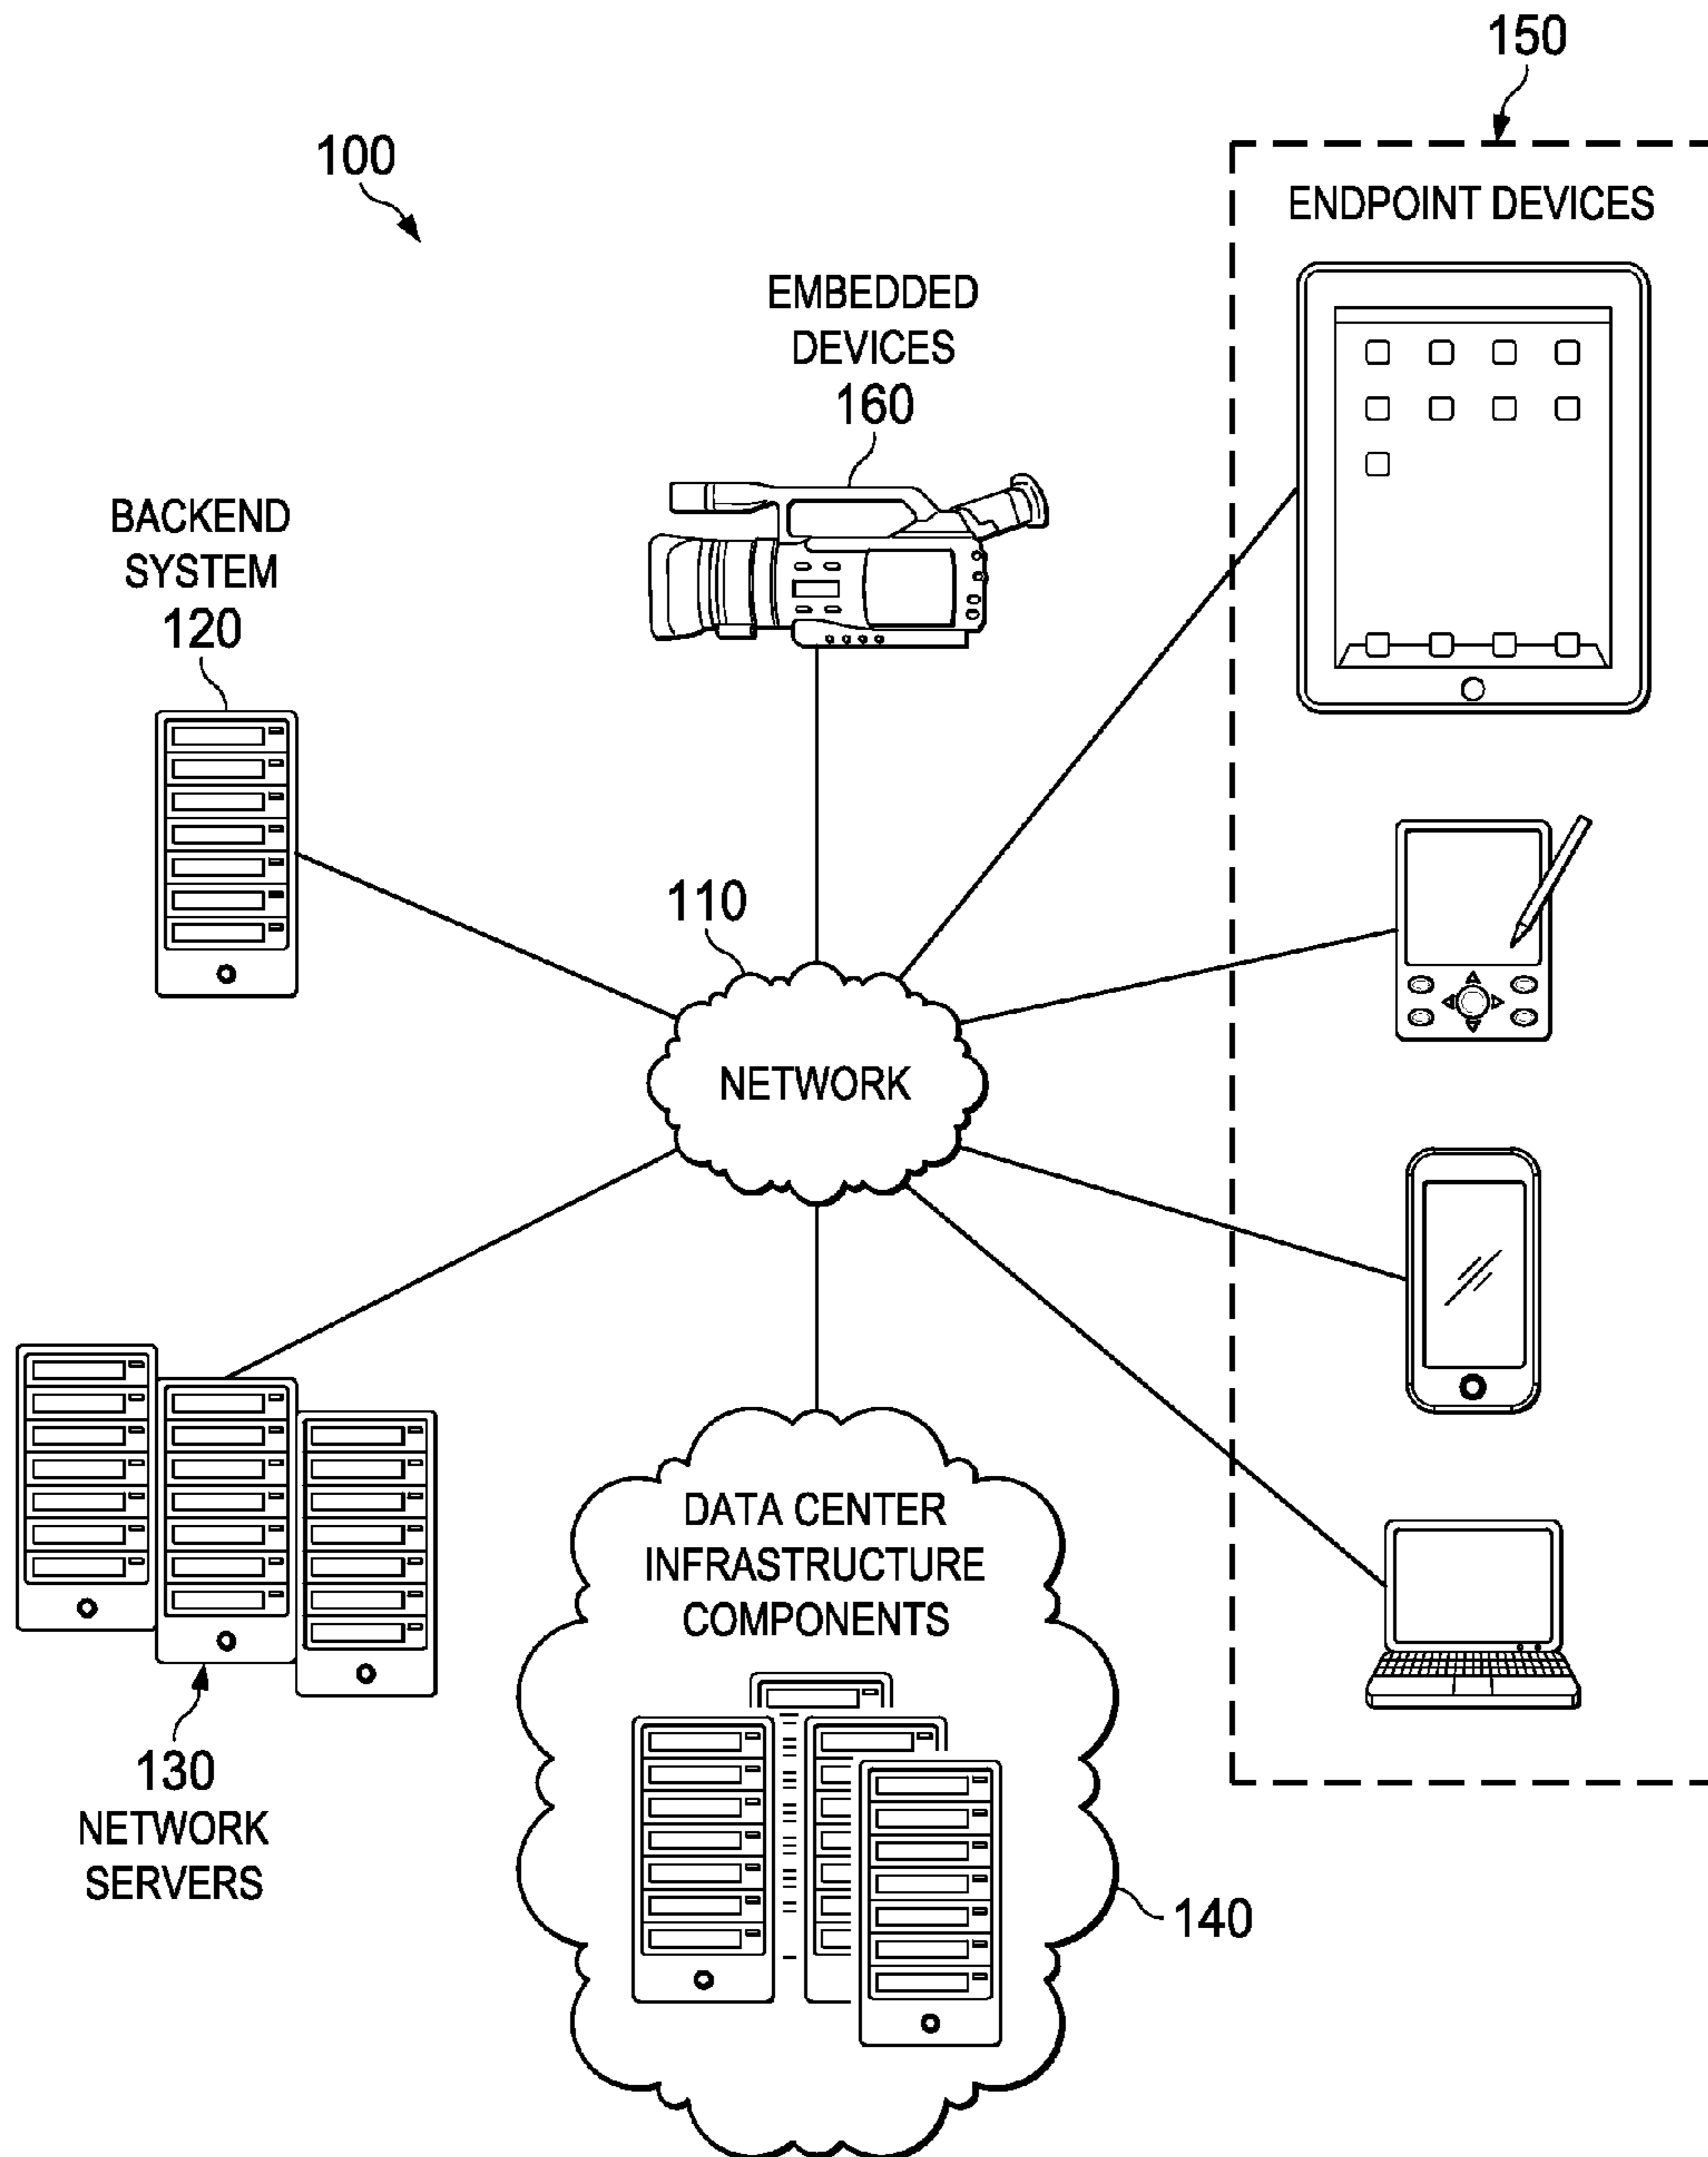 150
100
ENDPOINT DEVICES
EMBEDDED
DEVICES
160
BACKEND
SYSTEM
120
110
NETWORK
DATA CENTER
INFRASTRUCTURE
COMPONENTS
130
NETWORK
SERVERS
140